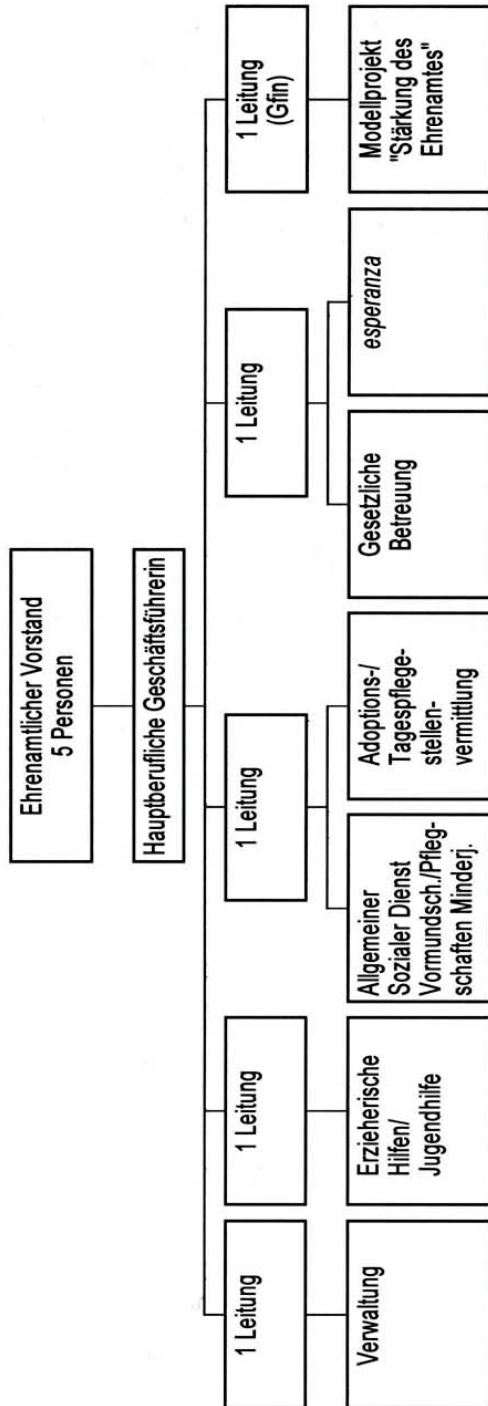 Ehrenamtlicher Vorstand
5 Personen
Hauptberufliche Geschäftsführerin
1 Leitung
1 Leitung
1 Leitung
1 Leitung
1 Leitung
(Gfin)
Verwaltung
Erzieherische
Hilfen/
Jugendhilfe
Allgemeiner
Sozialer Dienst
Vormundsch./Pfleg-
schaften Minderj.
Adoptions-/
Tagespflege-
stellen-
vermittlung
Gesetzliche
Betreuung
esperanza
Modellprojekt
"Stärkung des
Ehrenamtes"